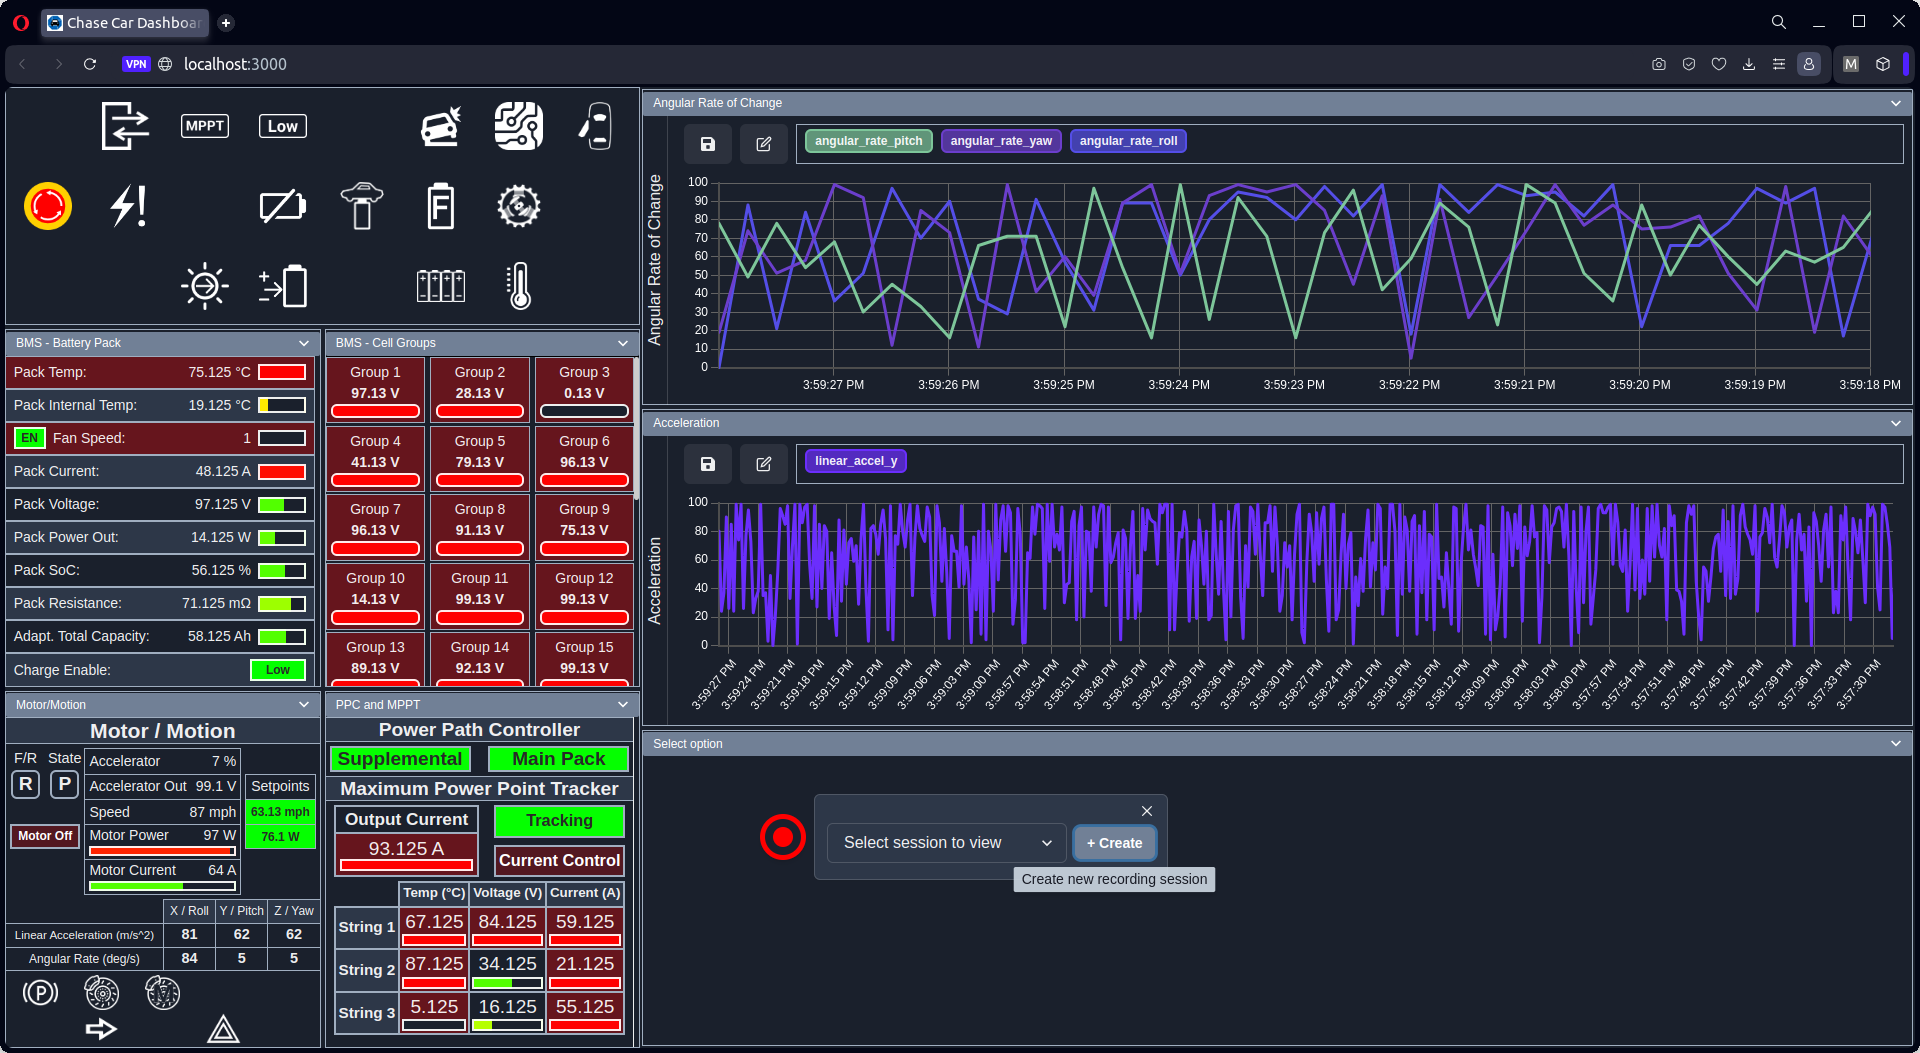 Chase Car Dashboar
VPN
localhost:3000
M
MPPT
Low
F
BMS - Battery Pack
Pack Temp: 75.125 °C
Pack Internal Temp: 19.125 °C
EN Fan Speed: 1
Pack Current: 48.125 A
Pack Voltage: 97.125 V
Pack Power Out: 14.125 W
Pack SoC: 56.125 %
Pack Resistance: 71.125 mΩ
Adapt. Total Capacity: 58.125 Ah
Charge Enable: Low
BMS - Cell Groups
Group 1 Group 2 Group 3
97.13 V 28.13 V 0.13 V
Group 4 Group 5 Group 6
41.13 V 79.13 V 96.13 V
Group 7 Group 8 Group 9
96.13 V 91.13 V 75.13 V
Group 10 Group 11 Group 12
14.13 V 99.13 V 99.13 V
Group 13 Group 14 Group 15
89.13 V 92.13 V 99.13 V
Motor/Motion
Motor / Motion
F/R State
R P
Motor Off
Accelerator 7 %
Accelerator Out 99.1 V
Speed 87 mph
Motor Power 97 W
Motor Current 64 A
Setpoints
63.13 mph
76.1 W
X / Roll Y / Pitch Z / Yaw
Linear Acceleration (m/s^2) 81 62 62
Angular Rate (deg/s) 84 5 5
P
M
PPC and MPPT
Power Path Controller
Supplemental Main Pack
Maximum Power Point Tracker
Output Current
93.125 A
Tracking
Current Control
Temp (°C) Voltage (V) Current (A)
String 1 67.125 84.125 59.125
String 2 87.125 34.125 21.125
String 3 5.125 16.125 55.125
Angular Rate of Change
angular_rate_pitch angular_rate_yaw angular_rate_roll
Angular Rate of Change
100
90
80
70
60
50
40
30
20
10
0
3:59:27 PM 3:59:26 PM 3:59:25 PM 3:59:24 PM 3:59:23 PM 3:59:22 PM 3:59:21 PM 3:59:20 PM 3:59:19 PM 3:59:18 PM
Acceleration
linear_accel_y
Acceleration
100
80
60
40
20
0
3:59:27 PM 3:59:24 PM 3:59:21 PM 3:59:18 PM 3:59:15 PM 3:59:12 PM 3:59:09 PM 3:59:06 PM 3:59:03 PM 3:59:00 PM 3:58:57 PM 3:58:54 PM 3:58:51 PM 3:58:48 PM 3:58:45 PM 3:58:42 PM 3:58:39 PM 3:58:36 PM 3:58:33 PM 3:58:30 PM 3:58:27 PM 3:58:24 PM 3:58:21 PM 3:58:18 PM 3:58:15 PM 3:58:12 PM 3:58:09 PM 3:58:06 PM 3:58:03 PM 3:58:00 PM 3:57:57 PM 3:57:54 PM 3:57:51 PM 3:57:48 PM 3:57:45 PM 3:57:42 PM 3:57:39 PM 3:57:36 PM 3:57:33 PM 3:57:30 PM
Select option
Select session to view
+ Create
Create new recording session